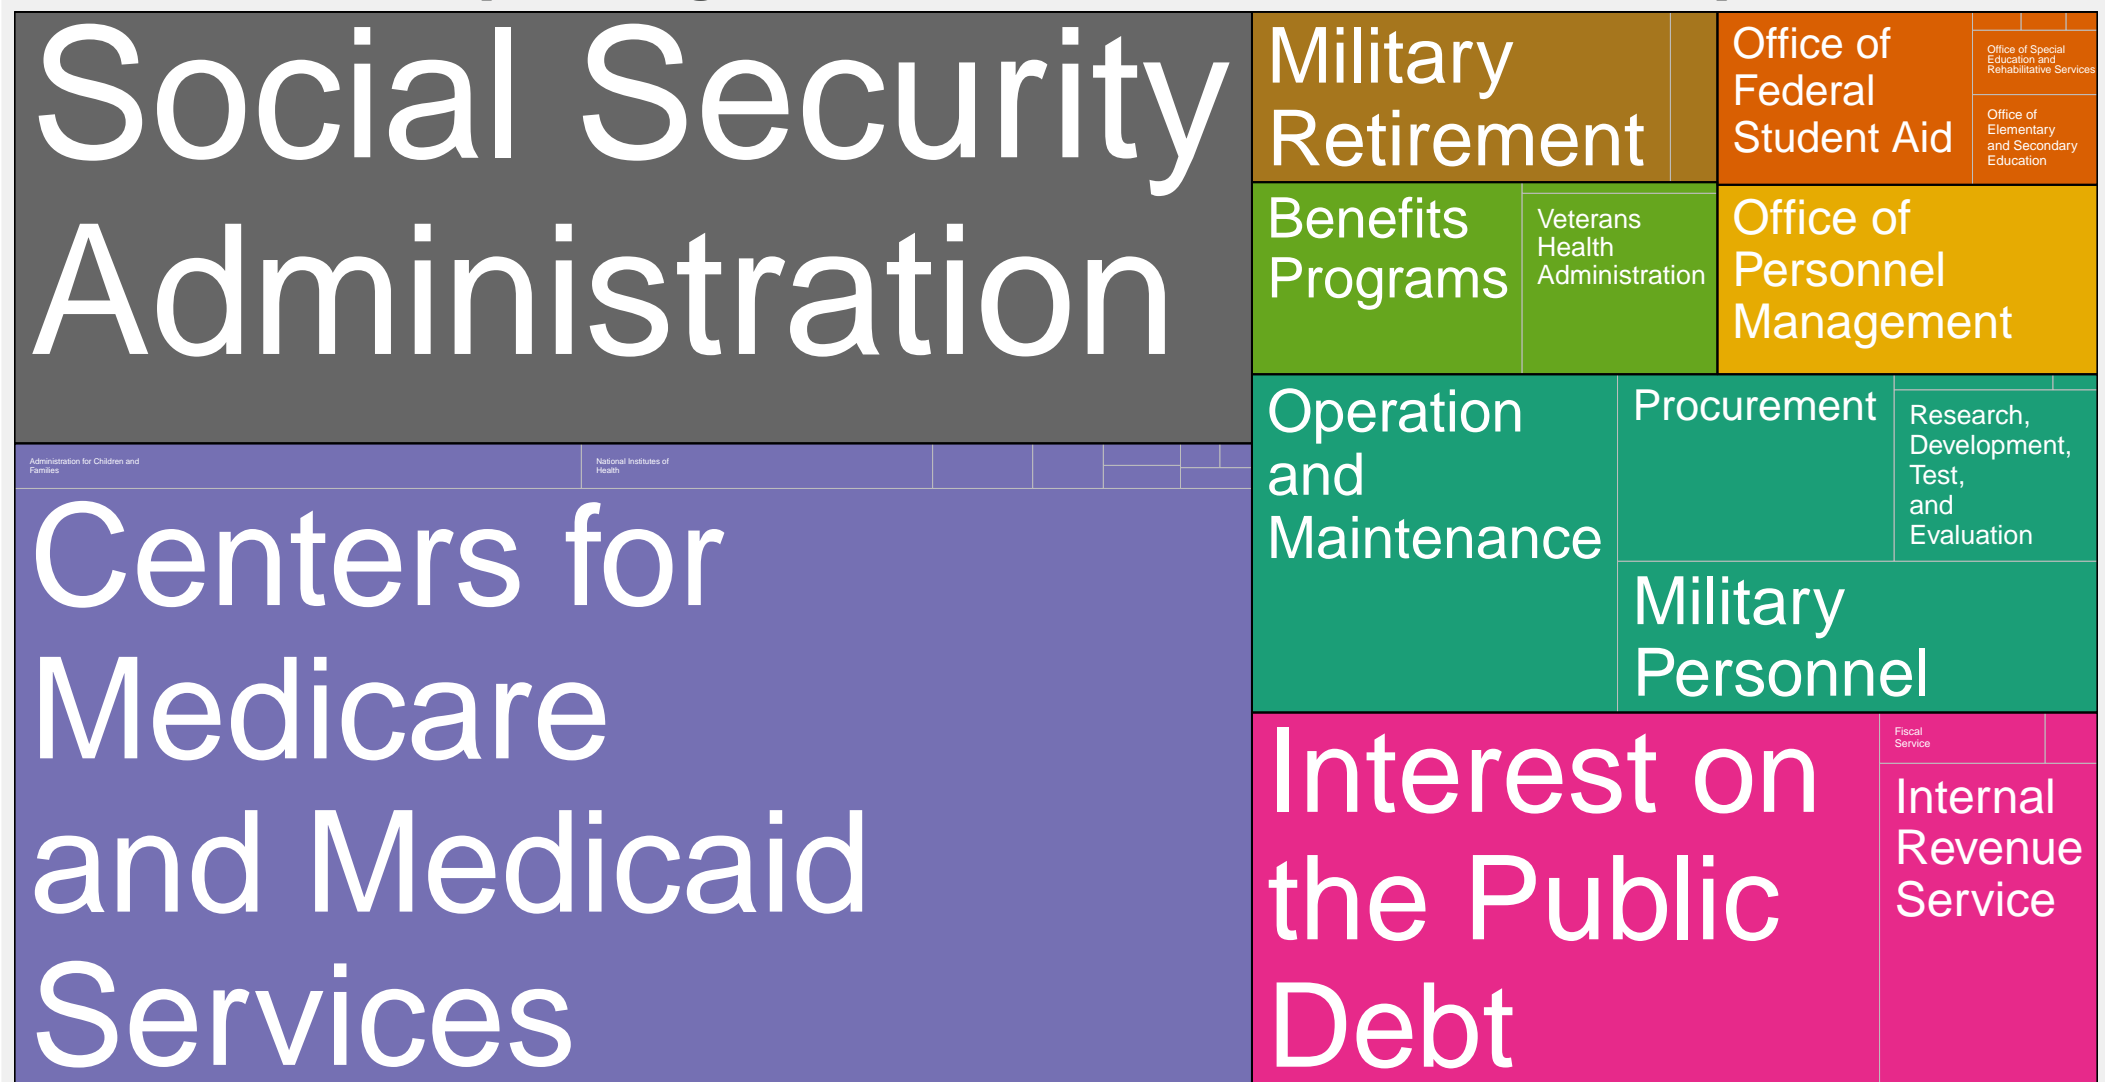 Social Security
Administration
Military
Retirement
Office of
Federal
Student Aid
Office of Special
Education and
Rehabilitative Services
Office of
Elementary
and Secondary
Education
Benefits
Programs
Veterans
Health
Administration
Office of
Personnel
Management
Operation
and
Maintenance
Procurement
Research,
Development,
Test,
and
Evaluation
Military
Personnel
Administration for Children and
Families
National Institutes of
Health
Centers for
Medicare
and Medicaid
Services
Interest on
the Public
Debt
Fiscal
Service
Internal
Revenue
Service